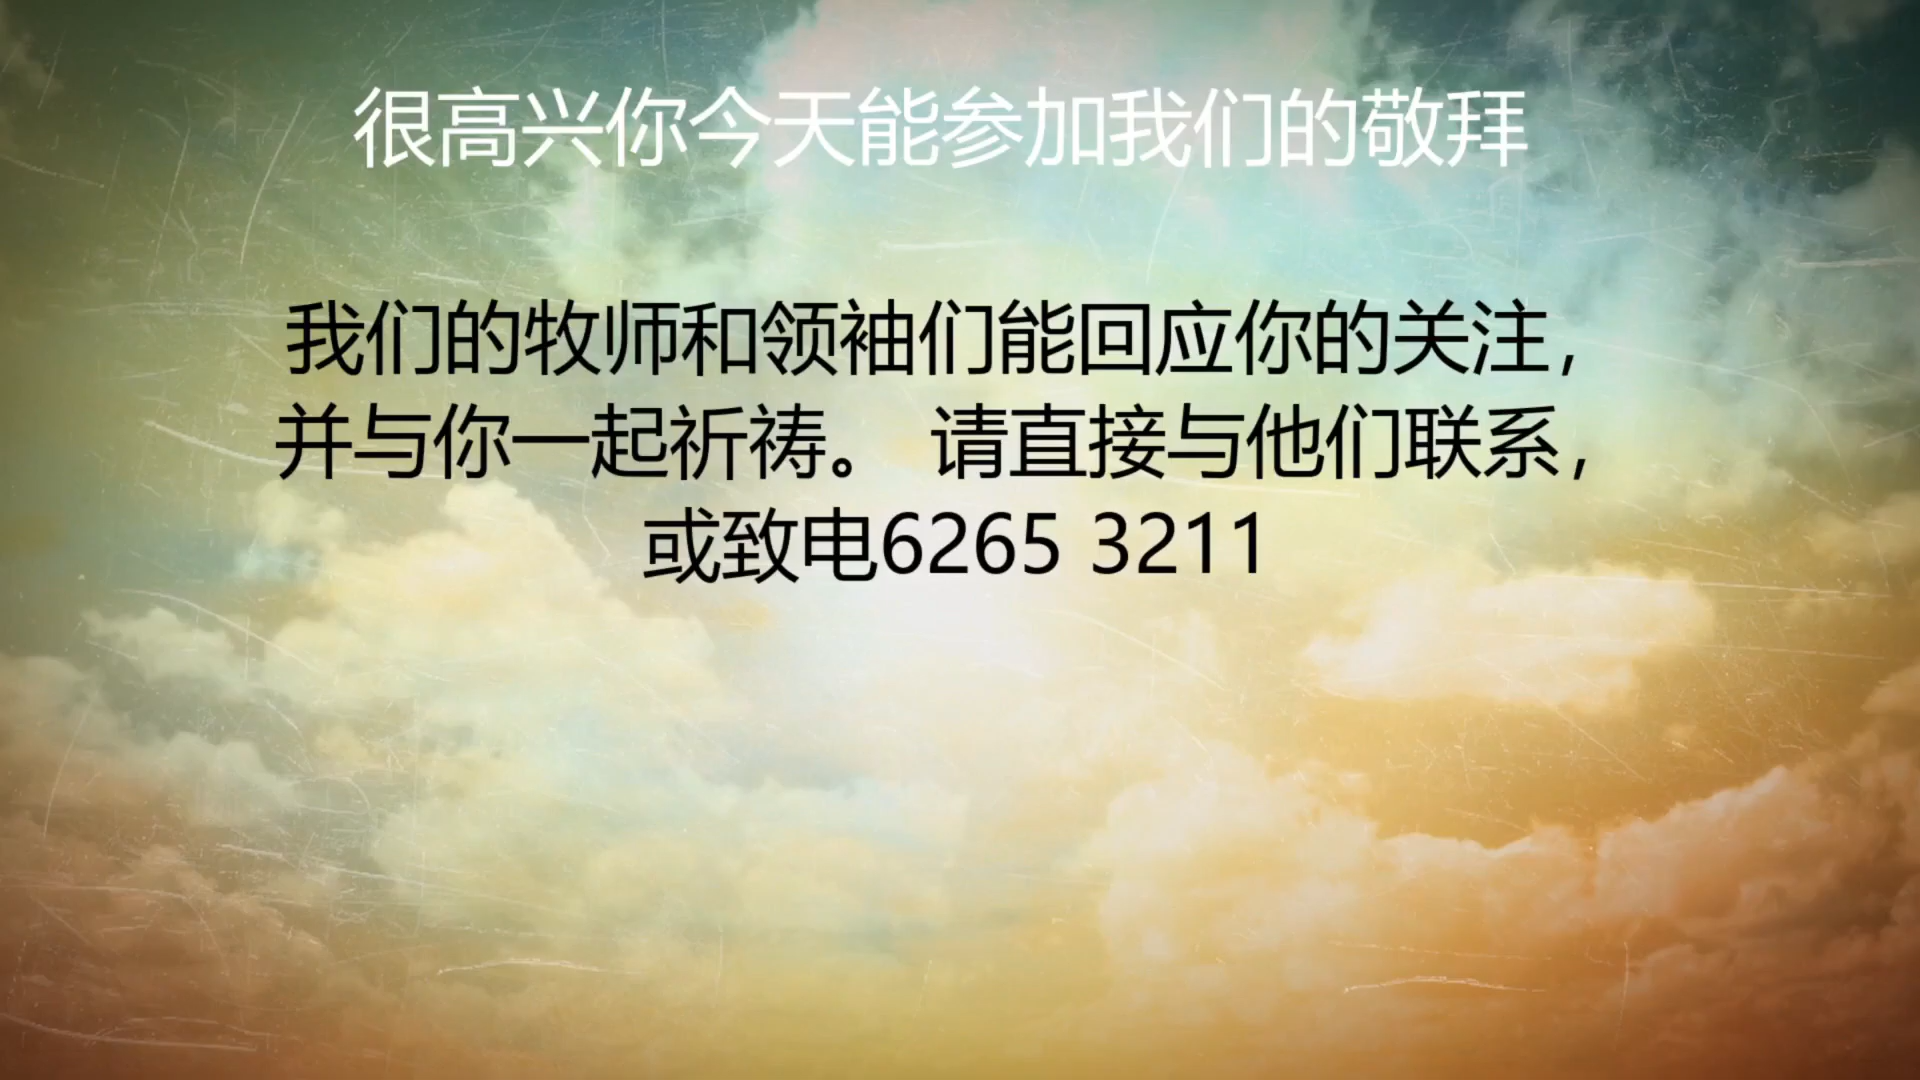 很高兴你今天能参加我们的敬拜
我们的牧师和领袖们能回应你的关注，
并与你一起祈祷。 请直接与他们联系，
或致电6265 3211